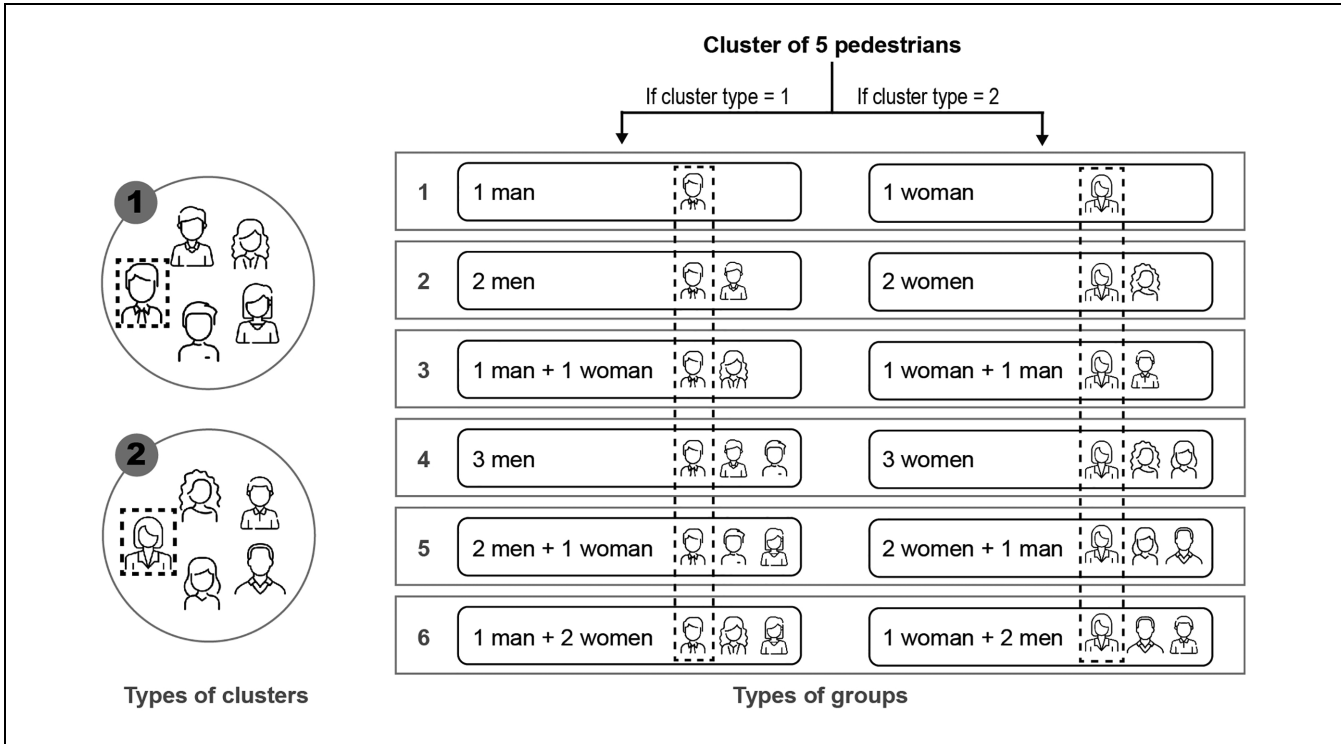 Cluster of 5 pedestrians
If cluster type = 1
If cluster type = 2
1
2
1
1 man
1 woman
2
2 men
2 women
3
1 man + 1 woman
1 woman + 1 man
4
3 men
3 women
5
2 men + 1 woman
2 women + 1 man
6
1 man + 2 women
1 woman + 2 men
Types of clusters
Types of groups